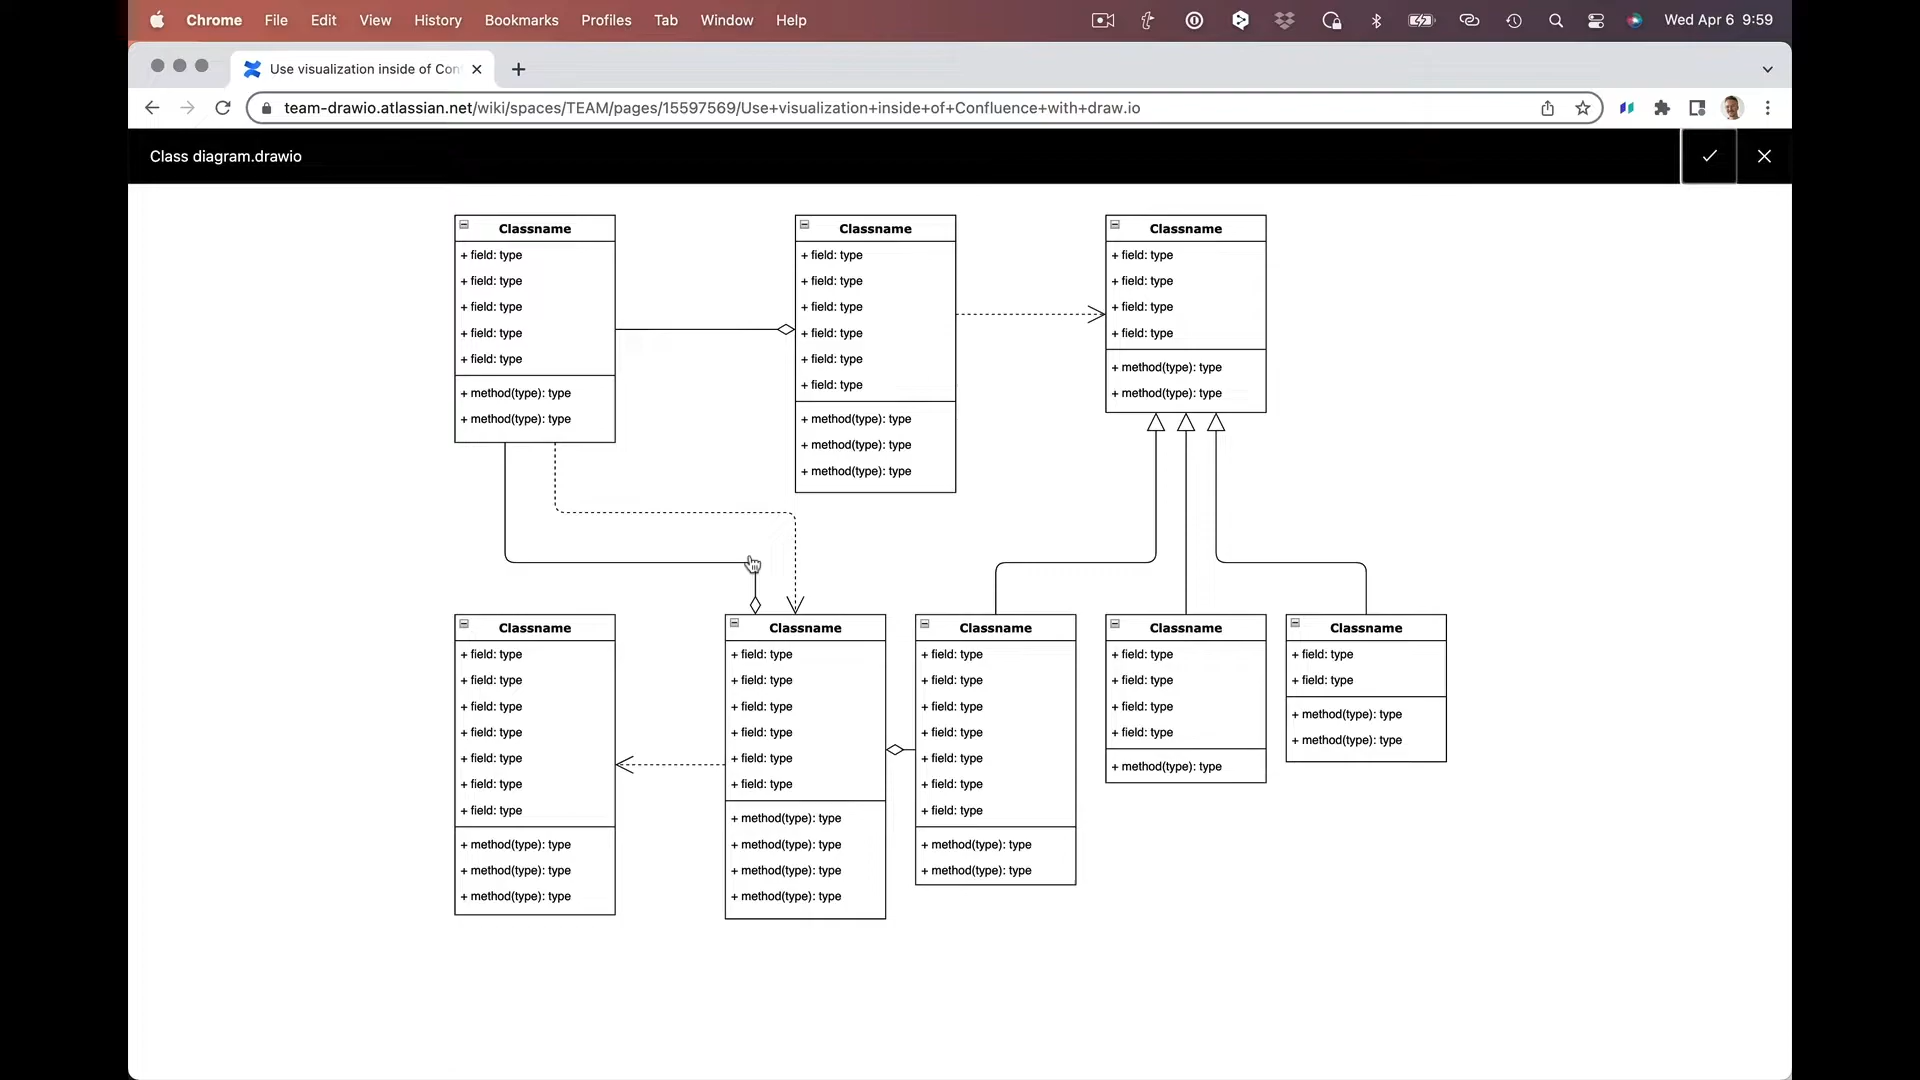 Chrome File Edit View History Bookmarks Profiles Tab Window Help Wed Apr 6 9:59
Use visualization inside of Con
team-drawio.atlassian.net/wiki/spaces/TEAM/pages/15597569/Use+visualization+inside+of+Confluence+with+draw.io
Class diagram.drawio
Classname
+ field: type
+ field: type
+ field: type
+ field: type
+ field: type
+ method(type): type
+ method(type): type
Classname
+ field: type
+ field: type
+ field: type
+ field: type
+ field: type
+ field: type
+ method(type): type
+ method(type): type
+ method(type): type
Classname
+ field: type
+ field: type
+ field: type
+ field: type
+ method(type): type
+ method(type): type
Classname
+ field: type
+ field: type
+ field: type
+ field: type
+ field: type
+ field: type
+ field: type
+ method(type): type
+ method(type): type
+ method(type): type
Classname
+ field: type
+ field: type
+ field: type
+ field: type
+ field: type
+ field: type
+ method(type): type
+ method(type): type
+ method(type): type
+ method(type): type
Classname
+ field: type
+ field: type
+ field: type
+ field: type
+ field: type
+ field: type
+ field: type
+ method(type): type
+ method(type): type
Classname
+ field: type
+ field: type
+ field: type
+ field: type
+ method(type): type
Classname
+ field: type
+ field: type
+ method(type): type
+ method(type): type